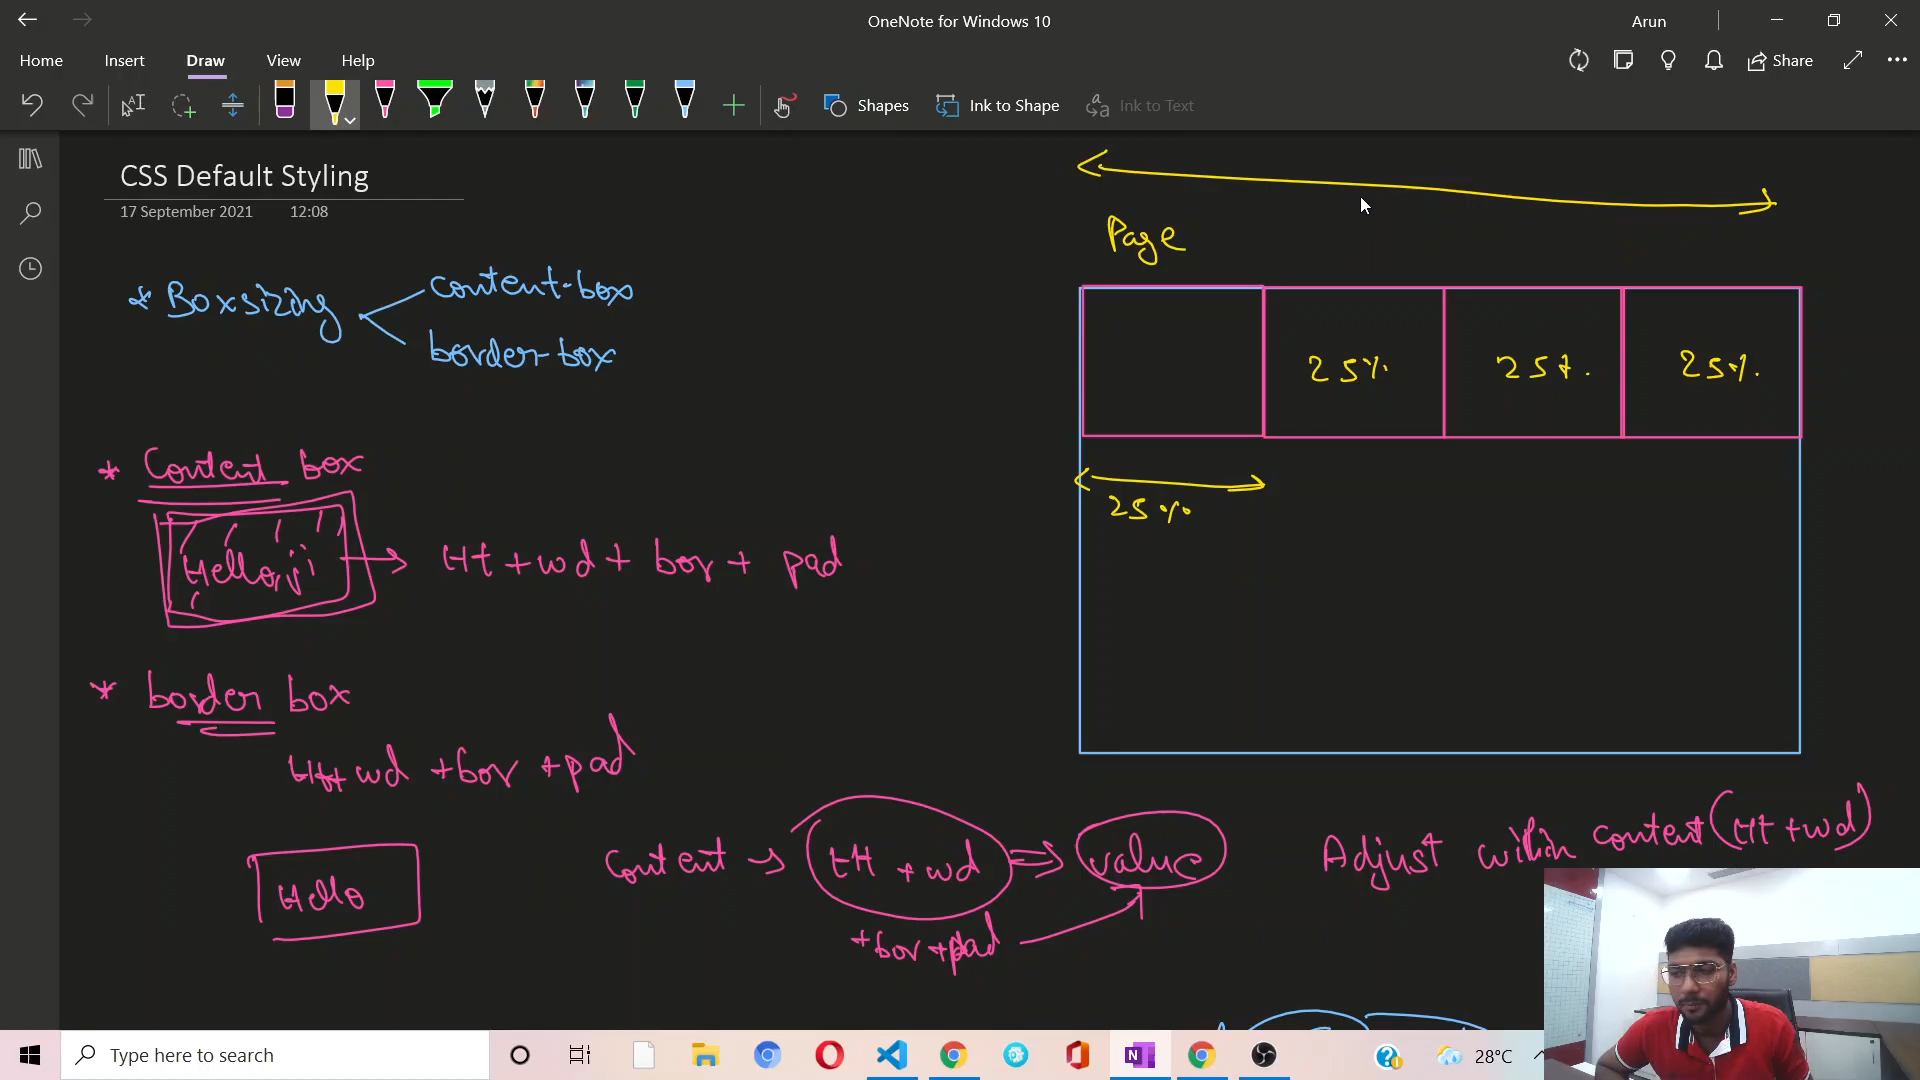 OneNote for Windows 10
Arun
Home Insert Draw View Help
Share
Shapes Ink to Shape Ink to Text
CSS Default Styling
17 September 2021 12:08
* Boxsizing
content-box
border-box
* Content box
Hello
Ht + wd + bor + pad
* border box
Ht+ wd + bor + pad
Hello
Content → Ht + wd ⇒ value
+ bor + pad
Adjust within content (Ht + wd)
Page
25% 25% 25%
25%
Type here to search
28°C